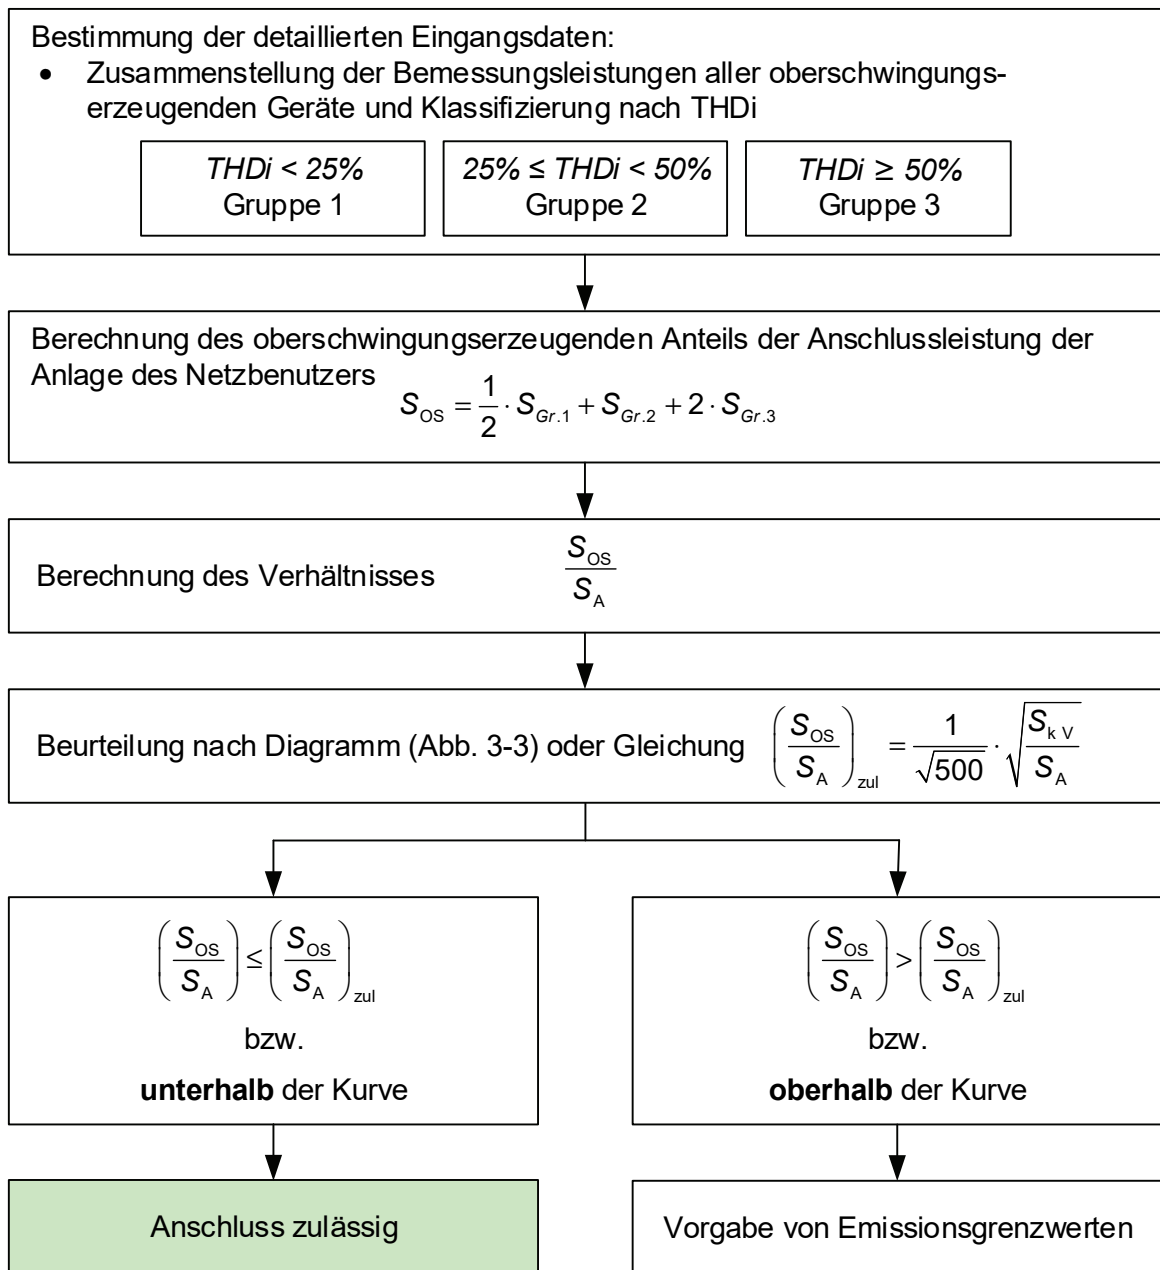 Bestimmung der detaillierten Eingangsdaten:
• Zusammenstellung der Bemessungsleistungen aller oberschwingungs-
erzeugenden Geräte und Klassifizierung nach THDi
THDi < 25%
Gruppe 1
25% ≤ THDi < 50%
Gruppe 2
THDi ≥ 50%
Gruppe 3
Berechnung des oberschwingungserzeugenden Anteils der Anschlussleistung der
Anlage des Netzbenutzers
S_OS = 1/2 · S_Gr.1 + S_Gr.2 + 2 · S_Gr.3
Berechnung des Verhältnisses S_OS/S_A
Beurteilung nach Diagramm (Abb. 3-3) oder Gleichung (S_OS/S_A)_zul = 1/√500 · √(S_k V/S_A)
(S_OS/S_A) ≤ (S_OS/S_A)_zul
bzw.
unterhalb der Kurve
(S_OS/S_A) > (S_OS/S_A)_zul
bzw.
oberhalb der Kurve
Anschluss zulässig
Vorgabe von Emissionsgrenzwerten